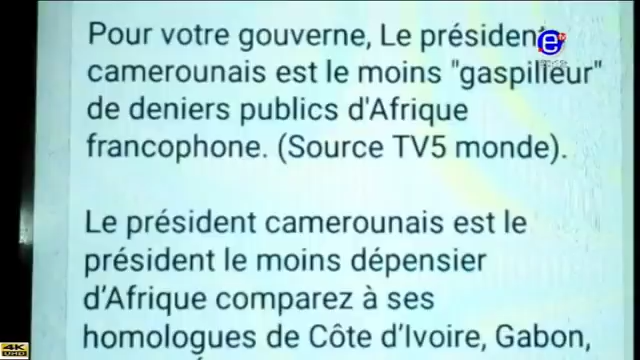 Pour votre gouverne, Le président
camerounais est le moins "gaspilleur"
de deniers publics d'Afrique
francophone. (Source TV5 monde).
Le président camerounais est le
président le moins dépensier
d’Afrique comparez à ses
homologues de Côte d’Ivoire, Gabon,
4K
UHD